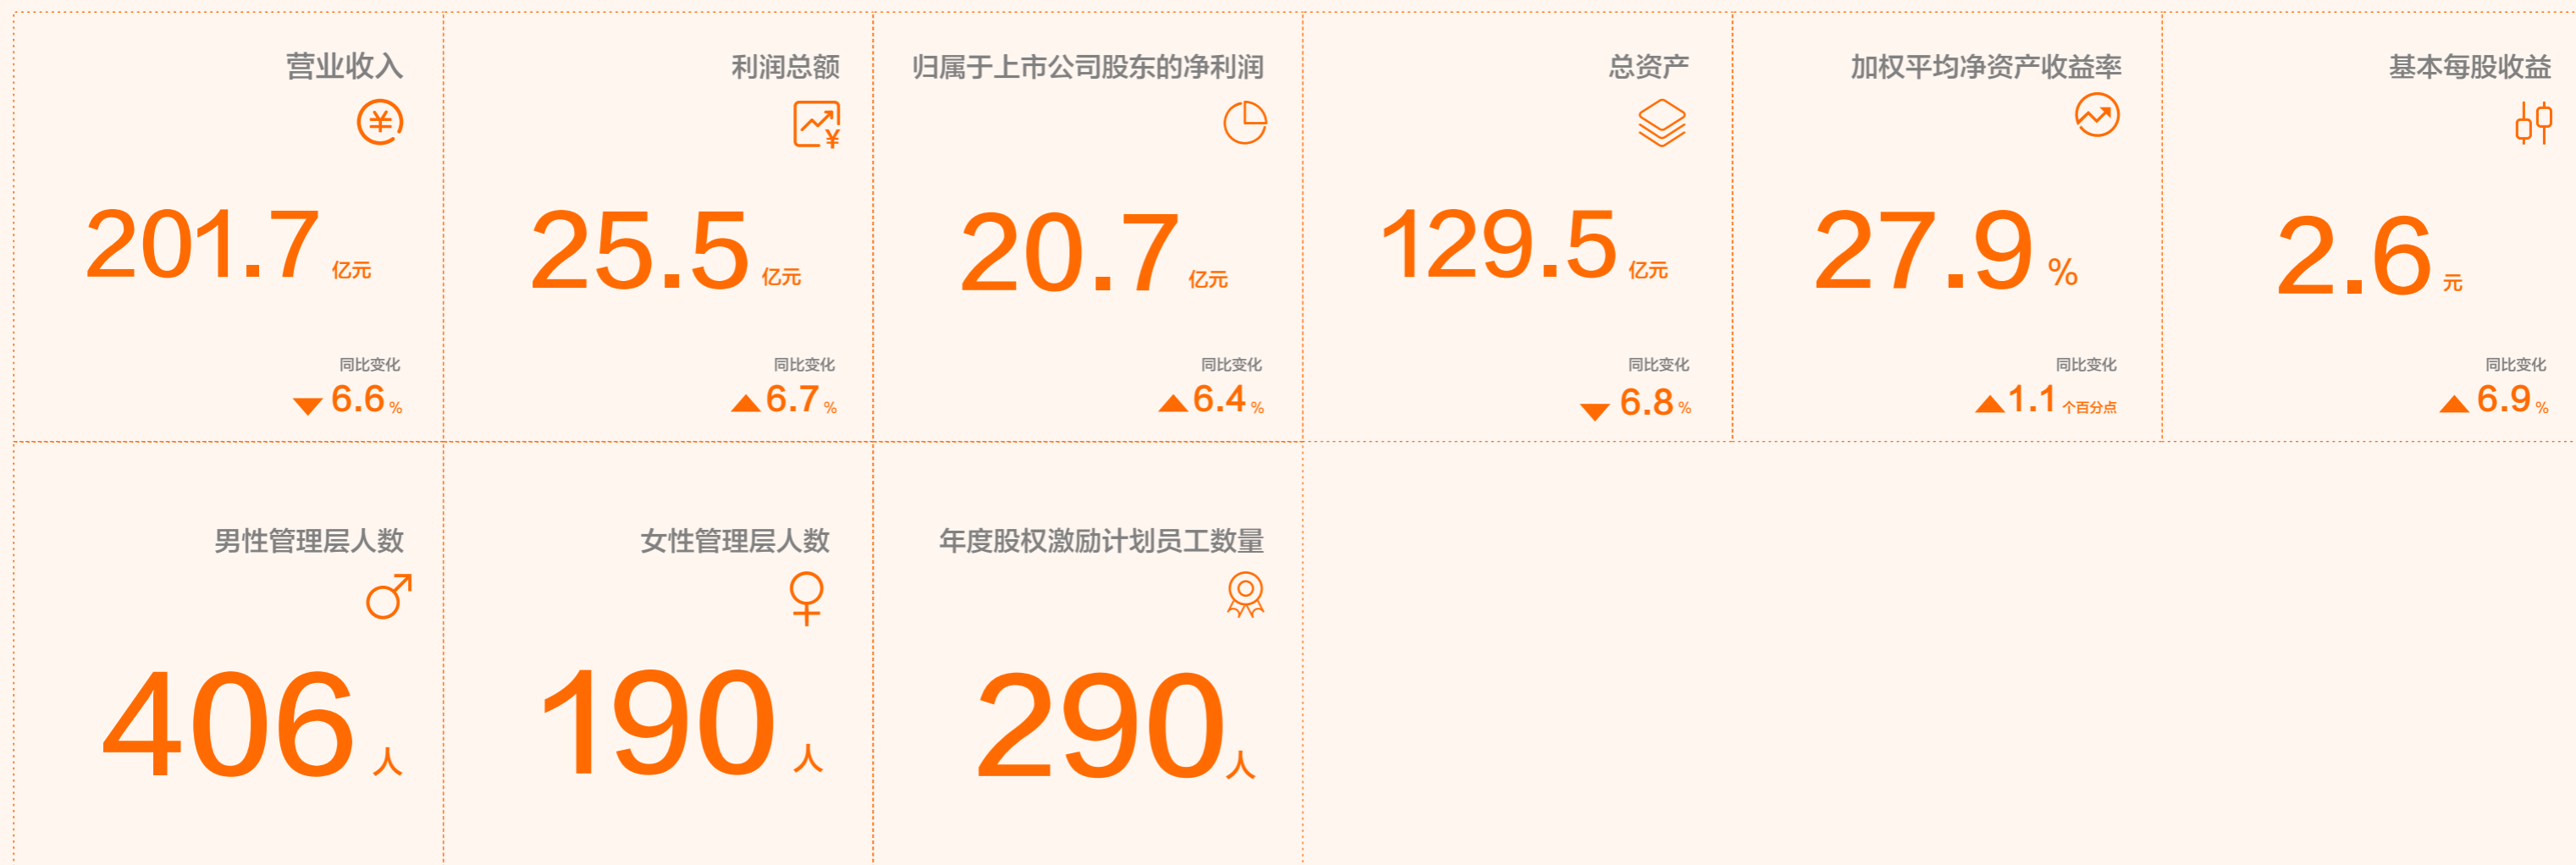 营业收入
201.7 亿元
同比变化
▼ 6.6 %
利润总额
25.5 亿元
同比变化
▲ 6.7 %
归属于上市公司股东的净利润
20.7 亿元
同比变化
▲ 6.4 %
总资产
129.5 亿元
同比变化
▼ 6.8 %
加权平均净资产收益率
27.9 %
同比变化
▲ 1.1 个百分点
基本每股收益
2.6 元
同比变化
▲ 6.9 %
男性管理层人数
406 人
女性管理层人数
190 人
年度股权激励计划员工数量
290 人